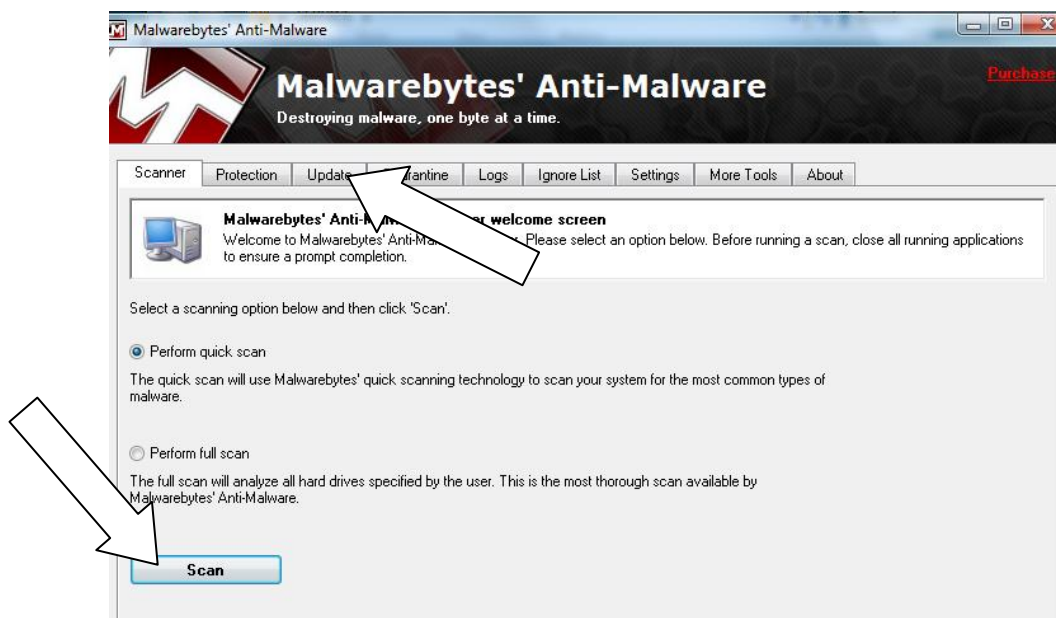 Malwarebytes' Anti-Malware
Malwarebytes' Anti-Malware
Purchase
Destroying malware, one byte at a time.
Scanner Protection Update Logs Ignore List Settings More Tools About
Malwarebytes' welcome screen
Welcome to Malwarebytes' Please select an option below. Before running a scan, close all running applications
to ensure a prompt completion.
Select a scanning option below and then click 'Scan'.
Perform quick scan
The quick scan will use Malwarebytes' quick scanning technology to scan your system for the most common types of
malware.
Perform full scan
The full scan will analyze all hard drives specified by the user. This is the most thorough scan available by
Malwarebytes' Anti-Malware.
Scan